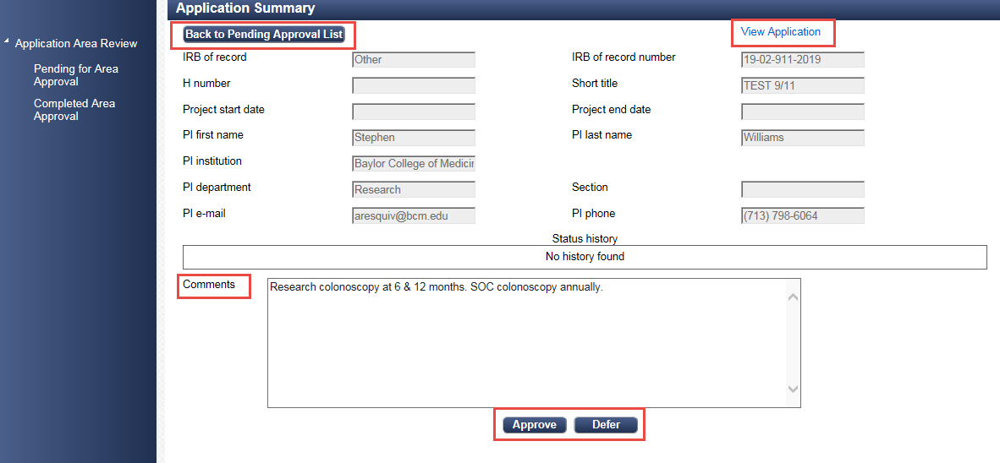 Application Summary
Application Area Review
Pending for Area
Approval
Completed Area
Approval
Back to Pending Approval List
View Application
IRB of record Other IRB of record number 19-02-911-2019
H number Short title TEST 9/11
Project start date Project end date
PI first name Stephen PI last name Williams
PI institution Baylor College of Medicin
PI department Research Section
PI e-mail aresquiv@bcm.edu PI phone (713) 798-6064
Status history
No history found
Comments Research colonoscopy at 6 & 12 months. SOC colonoscopy annually.
Approve Defer